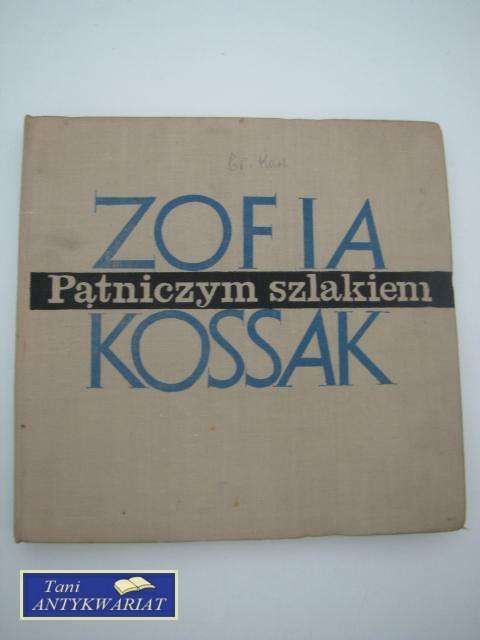 ZOFIA
Pątniczym szlakiem
KOSSAK
Tani
ANTYKWARIAT